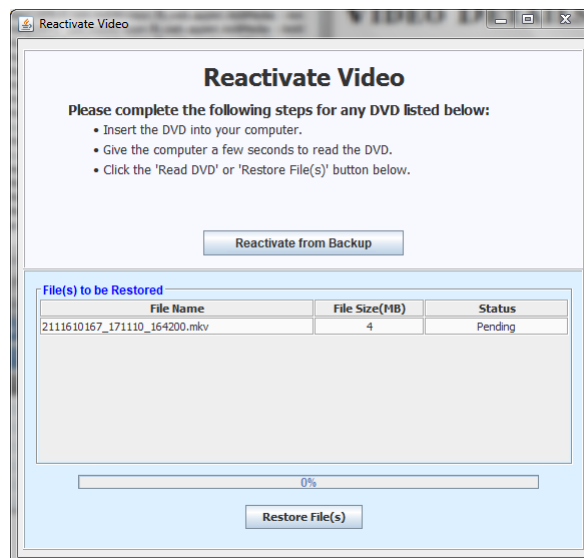 Reactivate Video
Reactivate Video
Please complete the following steps for any DVD listed below:
• Insert the DVD into your computer.
• Give the computer a few seconds to read the DVD.
• Click the 'Read DVD' or 'Restore File(s)' button below.
Reactivate from Backup
File(s) to be Restored
File Name File Size(MB) Status
2111610167_171110_164200.mkv 4 Pending
0%
Restore File(s)